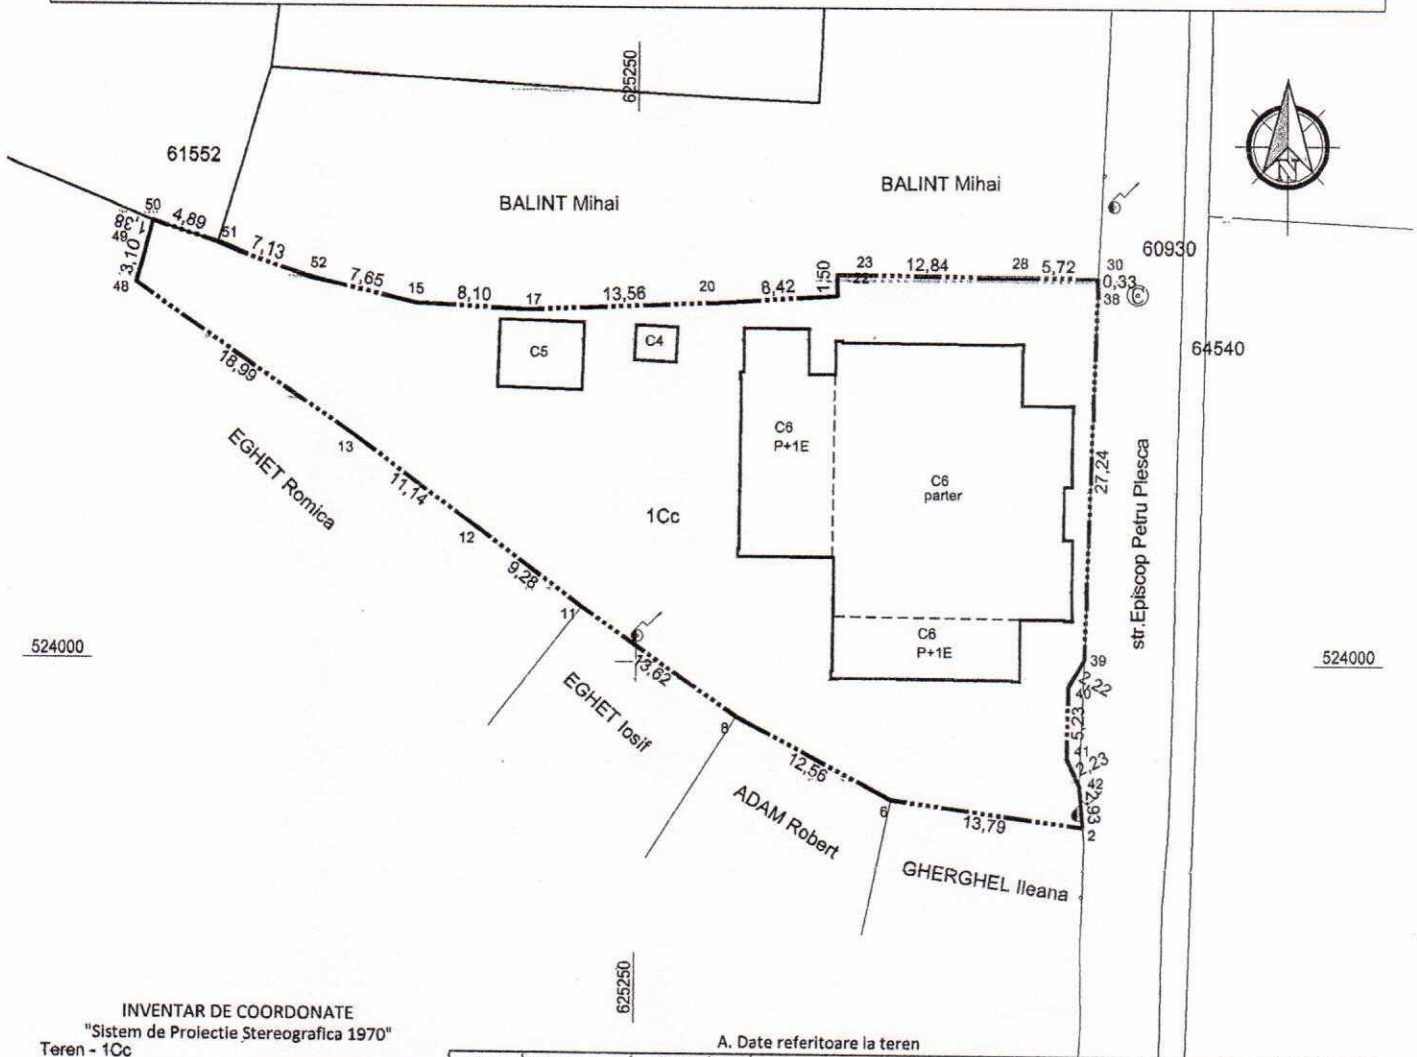 625250
61552
BALINT Mihai
BALINT Mihai
N
60930
50
1,38
49
4,89
51
3,10
48
7,13
52
7,65
15
8,10
17
13,56
20
8,42
1,50
23
22
12,84
28
5,72
30
0,33
38
64540
C5
C4
18,99
13
EGHET Romica
11,14
12
9,28
11
1Cc
C6
P+1E
C6
parter
27,24
str.Episcop Petru Plesca
C6
P+1E
524000
524000
13,62
EGHET Iosif
8
12,56
ADAM Robert
6
13,79
GHERGHEL Ileana
39
2,22
40
5,23
41
2,23
42
2,93
2
625250
INVENTAR DE COORDONATE
"Sistem de Proiectie Stereografica 1970"
Teren - 1Cc
A. Date referitoare la teren